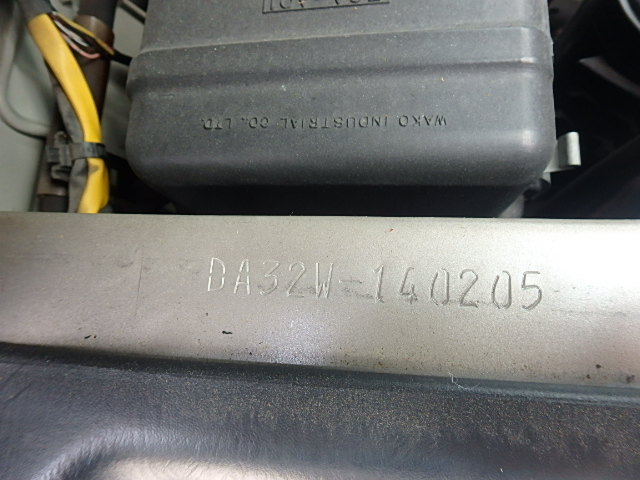 WAKO INDUSTRIAL CO., LTD.
DA32W-140205